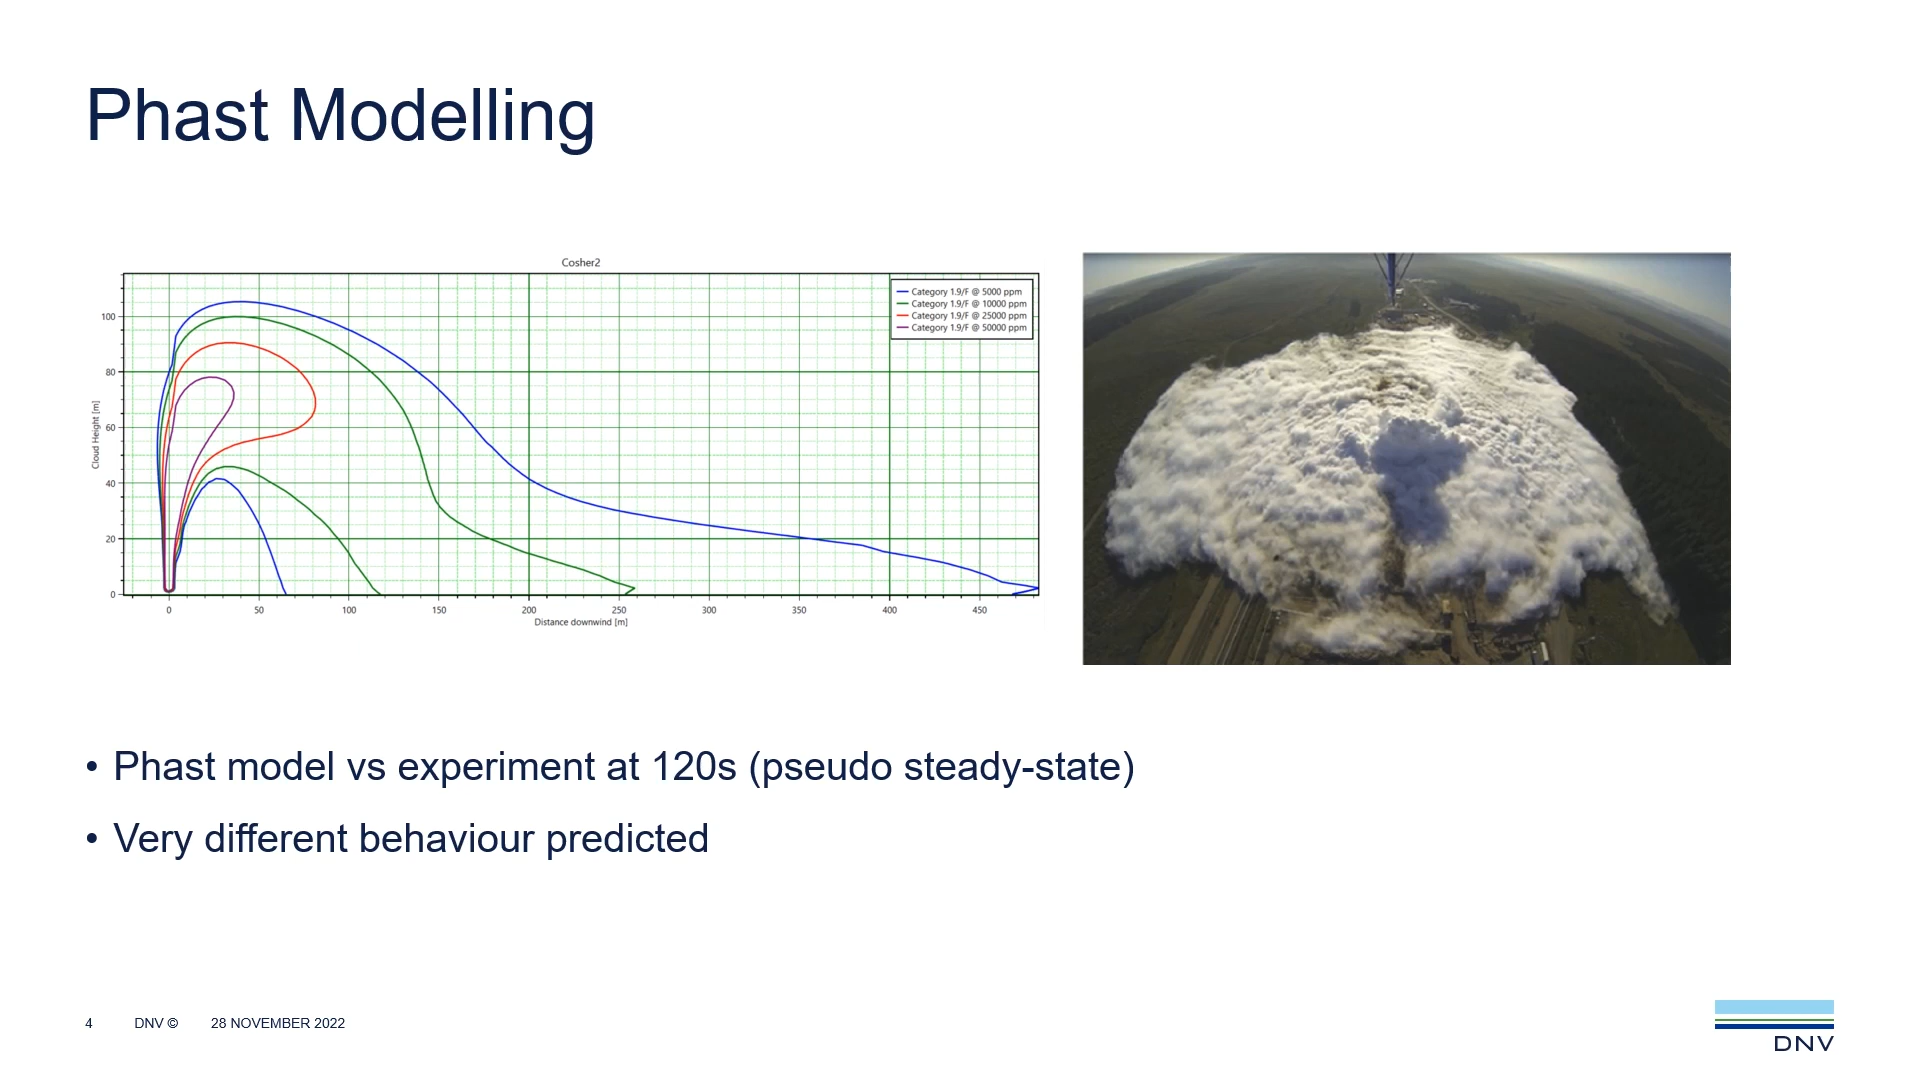 Phast Modelling
Cosher2
Category 1.9/F @ 5000 ppm
Category 1.9/F @ 10000 ppm
Category 1.9/F @ 25000 ppm
Category 1.9/F @ 50000 ppm
Cloud Height [m]
100
80
60
40
20
0
0 50 100 150 200 250 300 350 400 450
Distance downwind [m]
• Phast model vs experiment at 120s (pseudo steady-state)
• Very different behaviour predicted
4 DNV © 28 NOVEMBER 2022
DNV